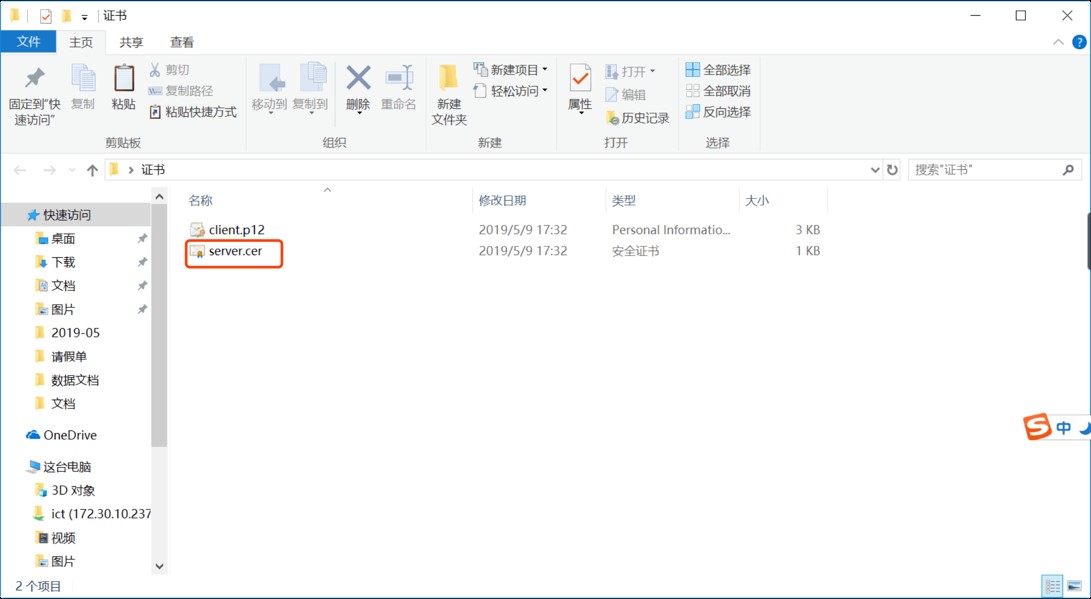 证书
文件 主页 共享 查看
固定到"快速访问" 复制 粘贴 剪切 复制路径 粘贴快捷方式
移动到 复制到 删除 重命名
新建文件夹 新建项目 轻松访问
属性 打开 编辑 历史记录
全部选择 全部取消 反向选择
剪贴板 组织 新建 打开 选择
证书 搜索"证书"
名称 修改日期 类型 大小
client.p12 2019/5/9 17:32 Personal Informatio... 3 KB
server.cer 2019/5/9 17:32 安全证书 1 KB
快速访问
桌面
下载
文档
图片
2019-05
请假单
数据文档
文档
OneDrive
这台电脑
3D 对象
ict (172.30.10.237
视频
图片
中
2 个项目